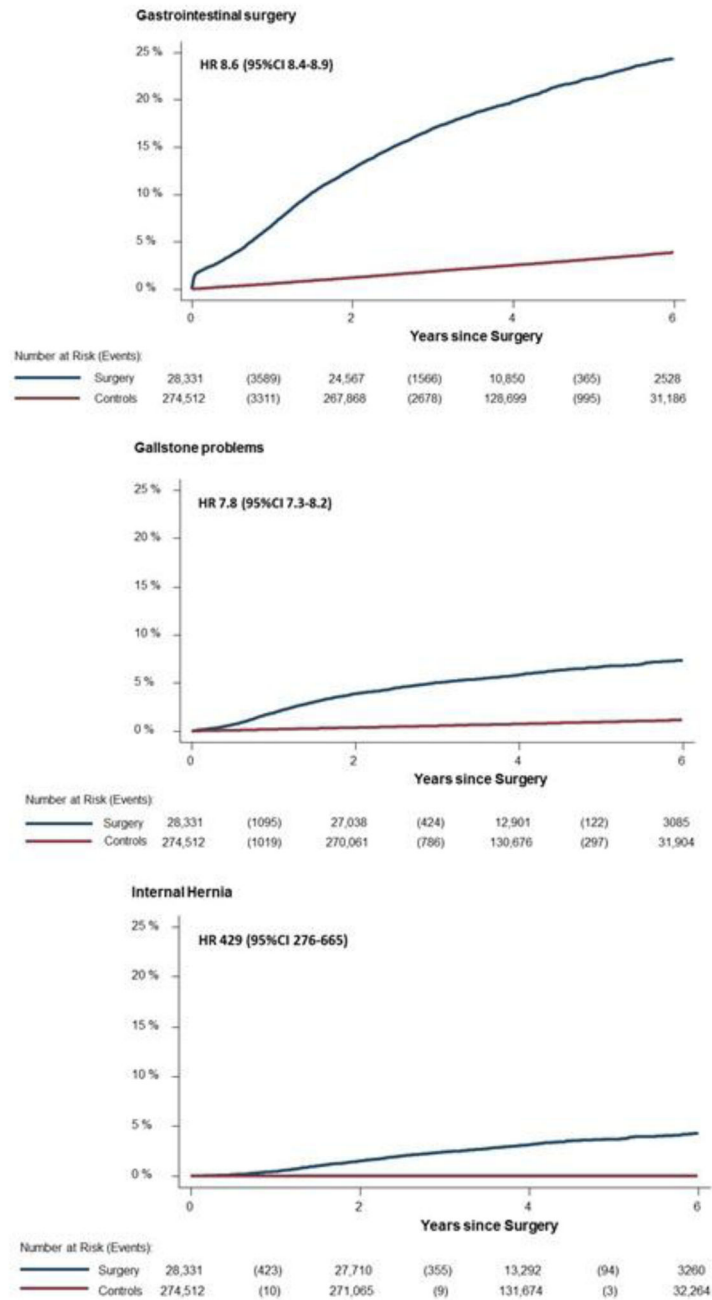 Gastrointestinal surgery
25 %
HR 8.6 (95%CI 8.4-8.9)
20 %
15 %
10 %
5 %
0 %
0 2 4 6
Years since Surgery
Number at Risk (Events):
Surgery 28,331 (3589) 24,567 (1566) 10,850 (365) 2528
Controls 274,512 (3311) 267,868 (2678) 128,699 (995) 31,186
Gallstone problems
25 %
HR 7.8 (95%CI 7.3-8.2)
20 %
15 %
10 %
5 %
0 %
0 2 4 6
Years since Surgery
Number at Risk (Events):
Surgery 28,331 (1095) 27,038 (424) 12,901 (122) 3085
Controls 274,512 (1019) 270,061 (786) 130,676 (297) 31,904
Internal Hernia
25 %
HR 429 (95%CI 276-665)
20 %
15 %
10 %
5 %
0 %
0 2 4 6
Years since Surgery
Number at Risk (Events):
Surgery 28,331 (423) 27,710 (355) 13,292 (94) 3260
Controls 274,512 (10) 271,065 (9) 131,674 (3) 32,264